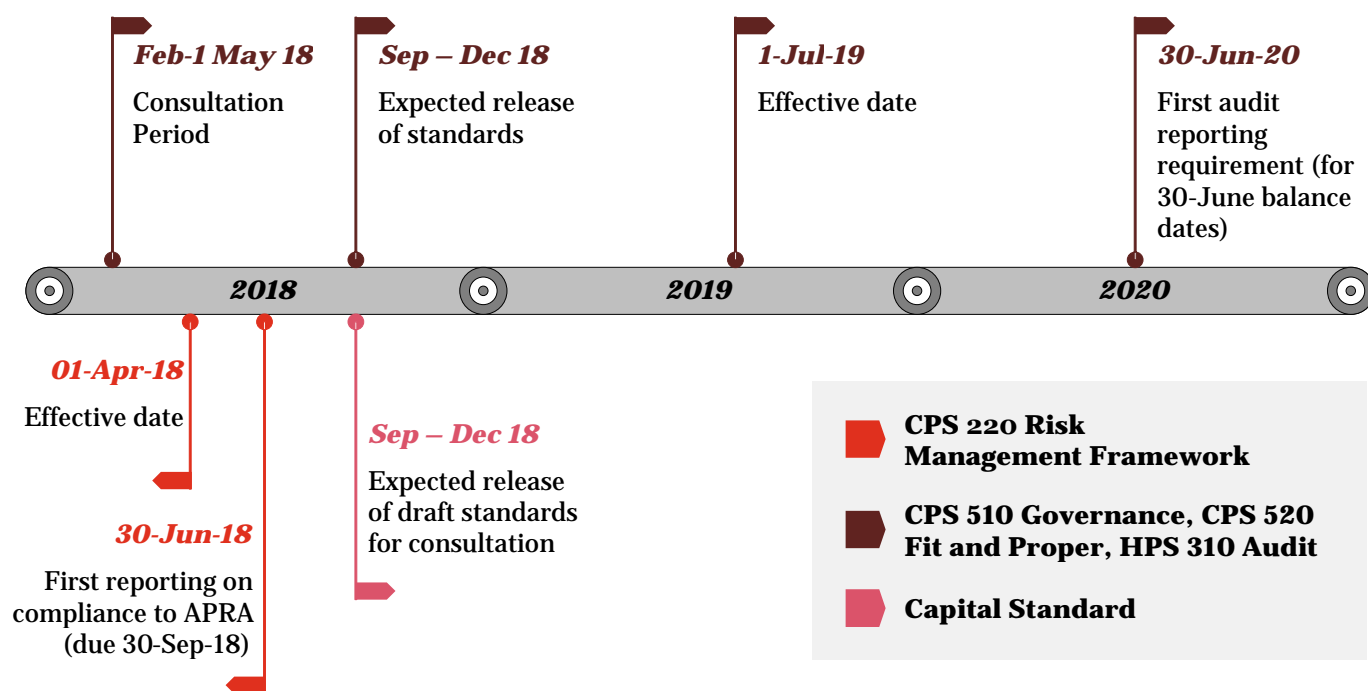 Feb-1 May 18
Consultation
Period
Sep – Dec 18
Expected release
of standards
1-Jul-19
Effective date
30-Jun-20
First audit
reporting
requirement (for
30-June balance
dates)
2018
2019
2020
01-Apr-18
Effective date
30-Jun-18
First reporting on
compliance to APRA
(due 30-Sep-18)
Sep – Dec 18
Expected release
of draft standards
for consultation
CPS 220 Risk
Management Framework
CPS 510 Governance, CPS 520
Fit and Proper, HPS 310 Audit
Capital Standard